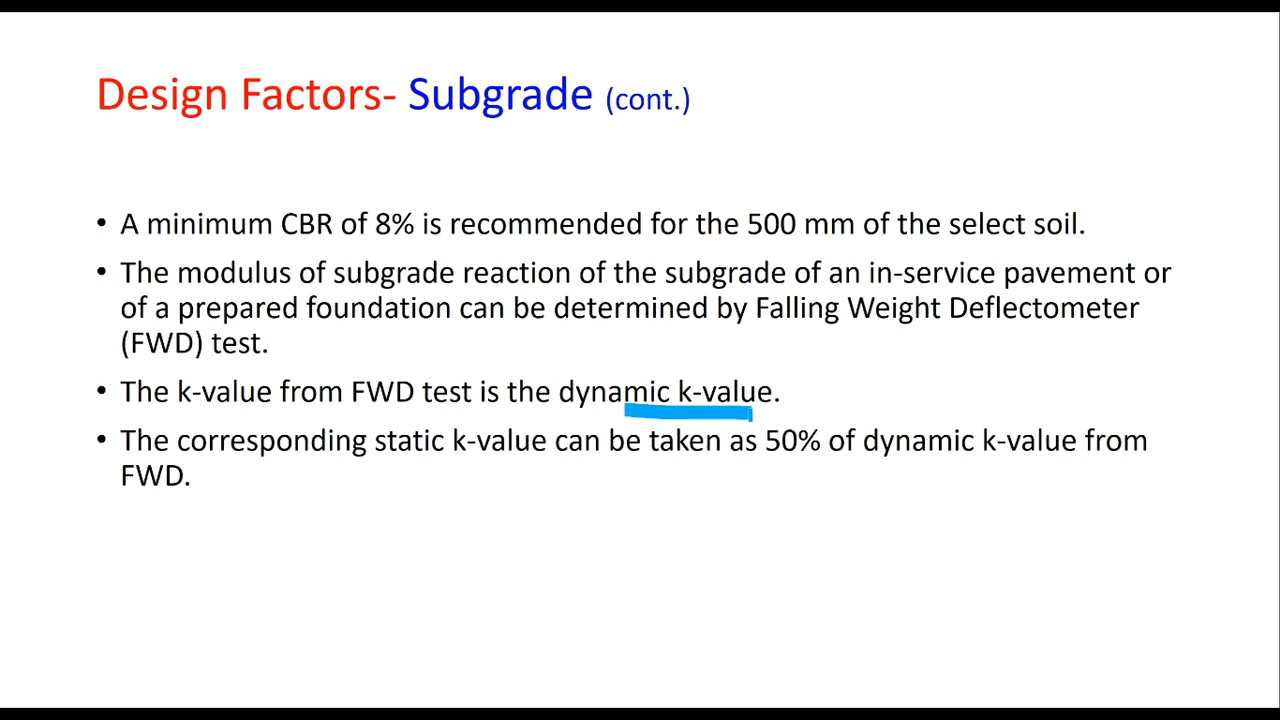 Design Factors- Subgrade (cont.)
• A minimum CBR of 8% is recommended for the 500 mm of the select soil.
• The modulus of subgrade reaction of the subgrade of an in-service pavement or
of a prepared foundation can be determined by Falling Weight Deflectometer
(FWD) test.
• The k-value from FWD test is the dynamic k-value.
• The corresponding static k-value can be taken as 50% of dynamic k-value from
FWD.